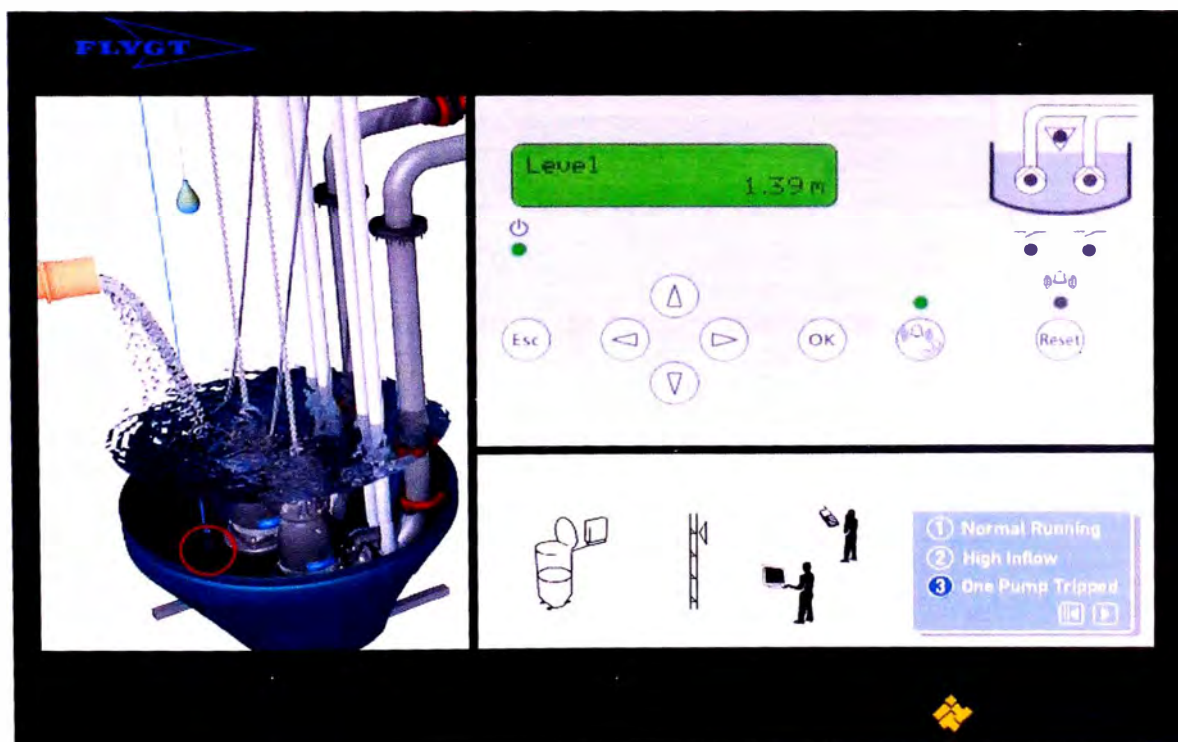 FLYGT
Level
1.39 m
Esc
OK
Reset
1 Normal Running
2 High Inflow
3 One Pump Tripped